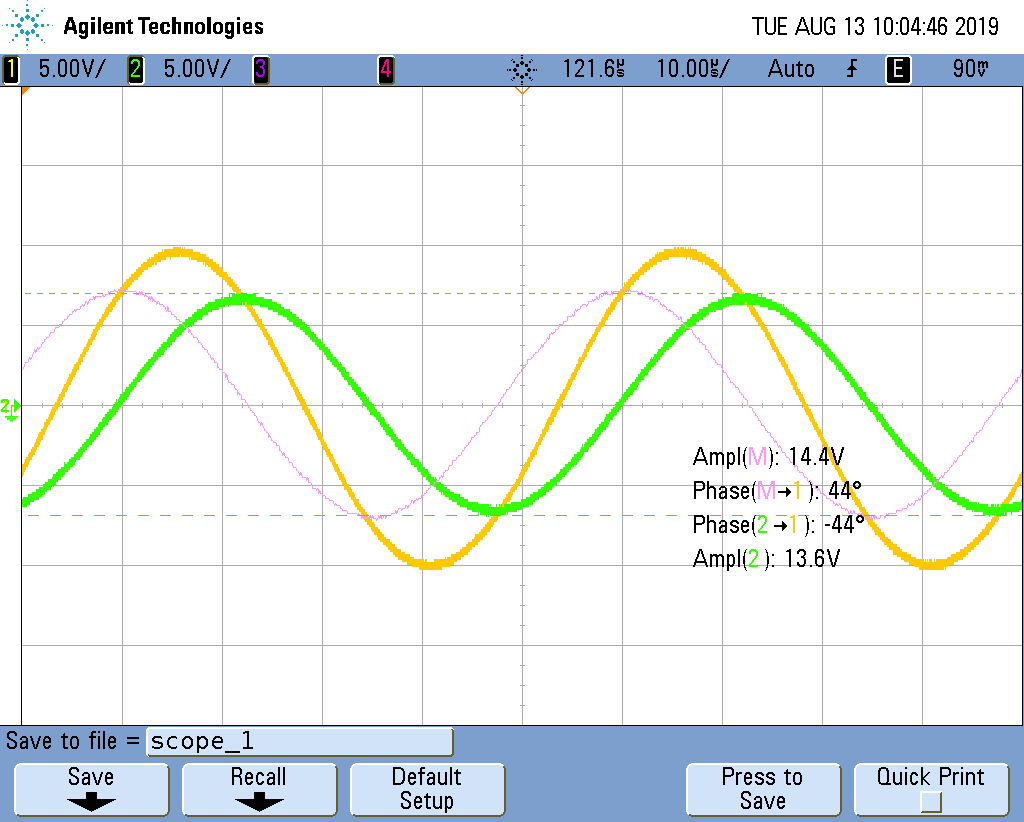 Agilent Technologies TUE AUG 13 10:04:46 2019
1 5.00V/ 2 5.00V/ 3 4 121.6µs 10.00µs/ Auto E 90mV
2
Ampl(M): 14.4V
Phase(M→1): 44°
Phase(2→1): -44°
Ampl(2): 13.6V
Save to file = scope_1
Save Recall Default Setup Press to Save Quick Print